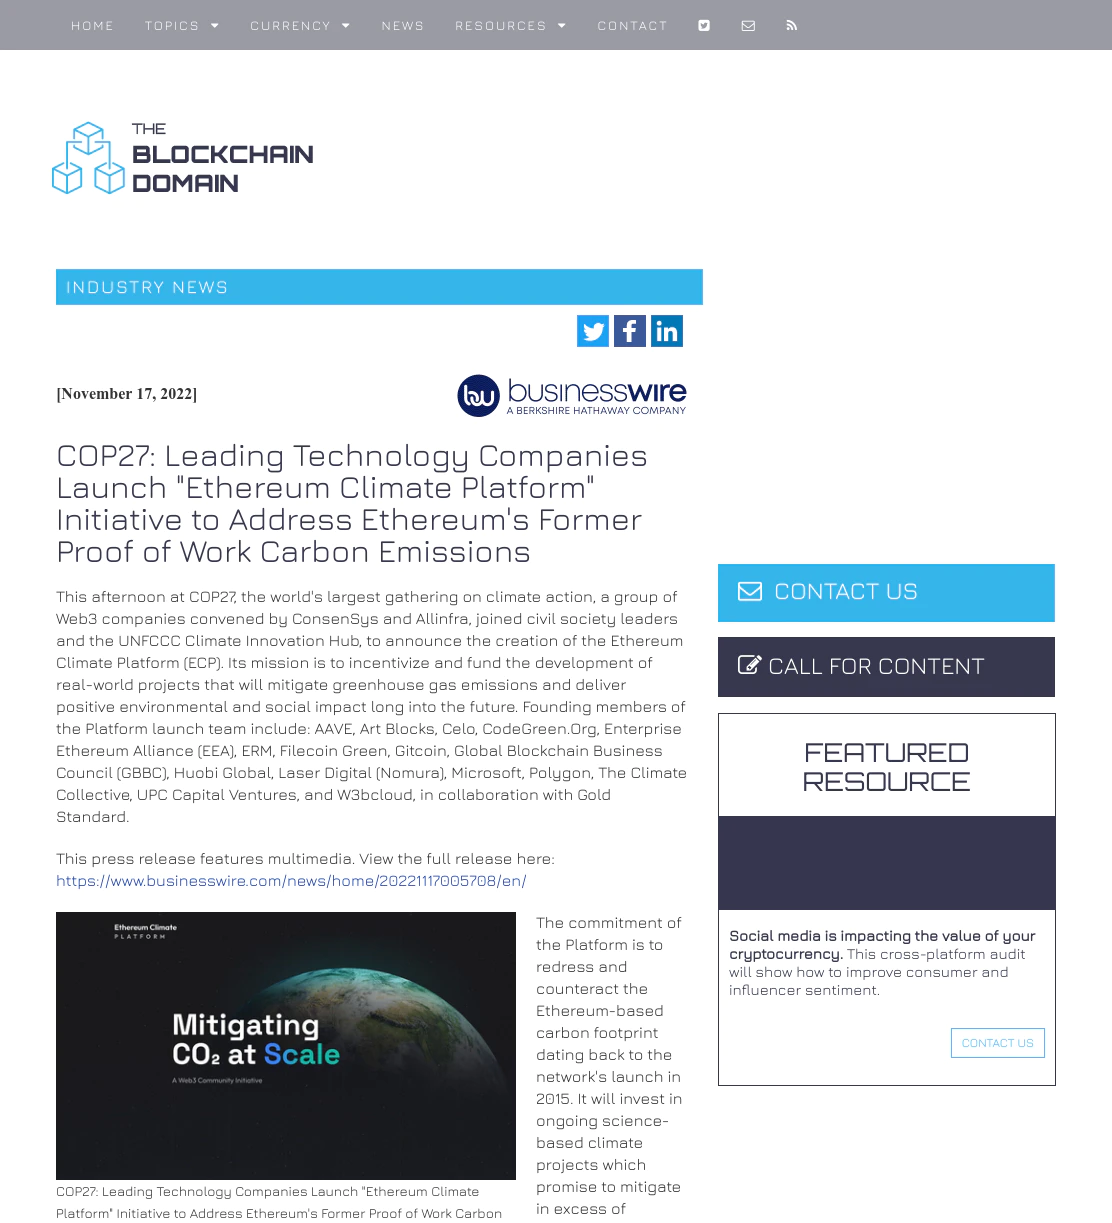 HOME TOPICS CURRENCY NEWS RESOURCES CONTACT
THE
BLOCKCHAIN
DOMAIN
INDUSTRY NEWS
[November 17, 2022]
bw businesswire
A BERKSHIRE HATHAWAY COMPANY
COP27: Leading Technology Companies
Launch "Ethereum Climate Platform"
Initiative to Address Ethereum's Former
Proof of Work Carbon Emissions
This afternoon at COP27, the world's largest gathering on climate action, a group of
Web3 companies convened by ConsenSys and Allinfra, joined civil society leaders
and the UNFCCC Climate Innovation Hub, to announce the creation of the Ethereum
Climate Platform (ECP). Its mission is to incentivize and fund the development of
real-world projects that will mitigate greenhouse gas emissions and deliver
positive environmental and social impact long into the future. Founding members of
the Platform launch team include: AAVE, Art Blocks, Celo, CodeGreen.Org, Enterprise
Ethereum Alliance (EEA), ERM, Filecoin Green, Gitcoin, Global Blockchain Business
Council (GBBC), Huobi Global, Laser Digital (Nomura), Microsoft, Polygon, The Climate
Collective, UPC Capital Ventures, and W3bcloud, in collaboration with Gold
Standard.
This press release features multimedia. View the full release here:
https://www.businesswire.com/news/home/20221117005708/en/
Ethereum Climate
PLATFORM
Mitigating
CO₂ at Scale
A Web3 Community Initiative
COP27: Leading Technology Companies Launch "Ethereum Climate
Platform" Initiative to Address Ethereum's Former Proof of Work Carbon
The commitment of
the Platform is to
redress and
counteract the
Ethereum-based
carbon footprint
dating back to the
network's launch in
2015. It will invest in
ongoing science-
based climate
projects which
promise to mitigate
in excess of
CONTACT US
CALL FOR CONTENT
FEATURED
RESOURCE
Social media is impacting the value of your
cryptocurrency. This cross-platform audit
will show how to improve consumer and
influencer sentiment.
CONTACT US